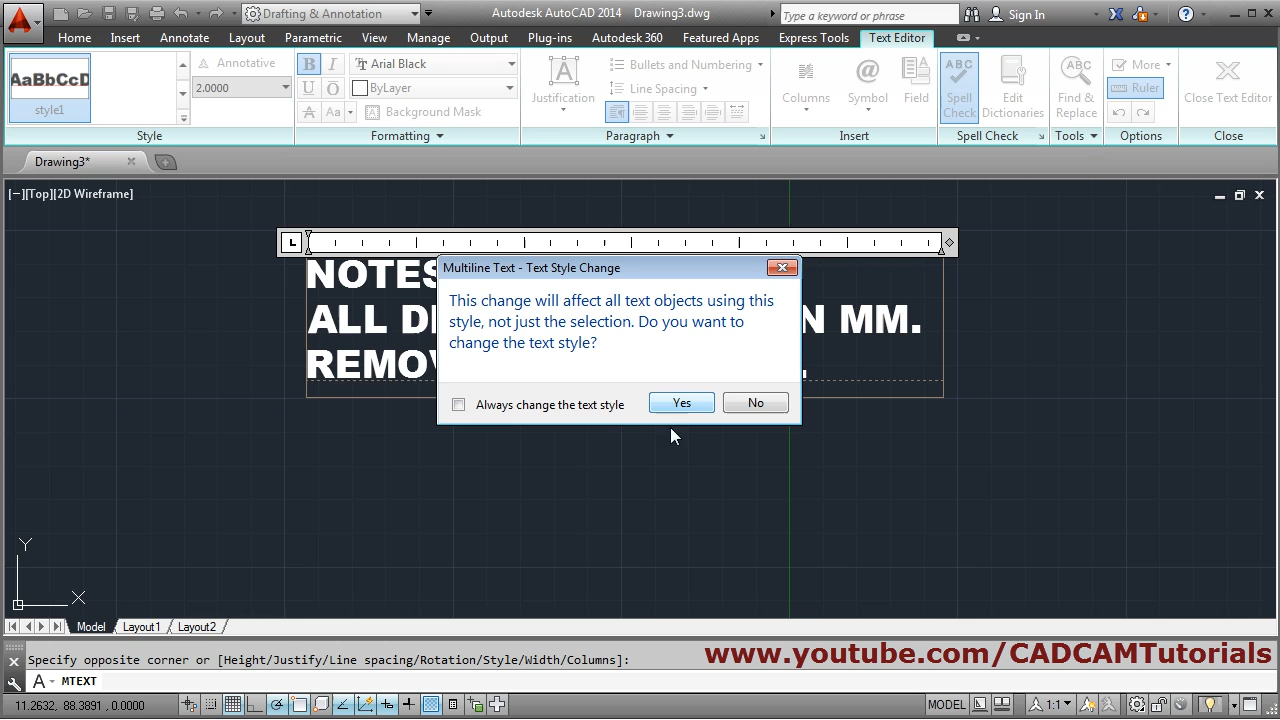 Drafting & Annotation
Autodesk AutoCAD 2014 Drawing3.dwg
Type a keyword or phrase
Sign In
Home Insert Annotate Layout Parametric View Manage Output Plug-ins Autodesk 360 Featured Apps Express Tools Text Editor
AaBbCcD
style1
Annotative
2.0000
Style
B I
Arial Black
U O
ByLayer
A Aa
Background Mask
Formatting
A
Justification
Bullets and Numbering
Line Spacing
Paragraph
Columns
@
Symbol
Field
Insert
ABC
Spell
Check
Edit
Dictionaries
Spell Check
ABC
Find &
Replace
Tools
More
Ruler
Options
Close Text Editor
Close
Drawing3*
[−][Top][2D Wireframe]
L
NOTES
ALL D
N MM.
REMOV
.
Multiline Text - Text Style Change
This change will affect all text objects using this
style, not just the selection. Do you want to
change the text style?
Always change the text style
Yes
No
Y
X
Model Layout1 Layout2
Specify opposite corner or [Height/Justify/Line spacing/Rotation/Style/Width/Columns]:
www.youtube.com/CADCAMTutorials
A MTEXT
11.2632, 88.3891 , 0.0000
MODEL
1:1